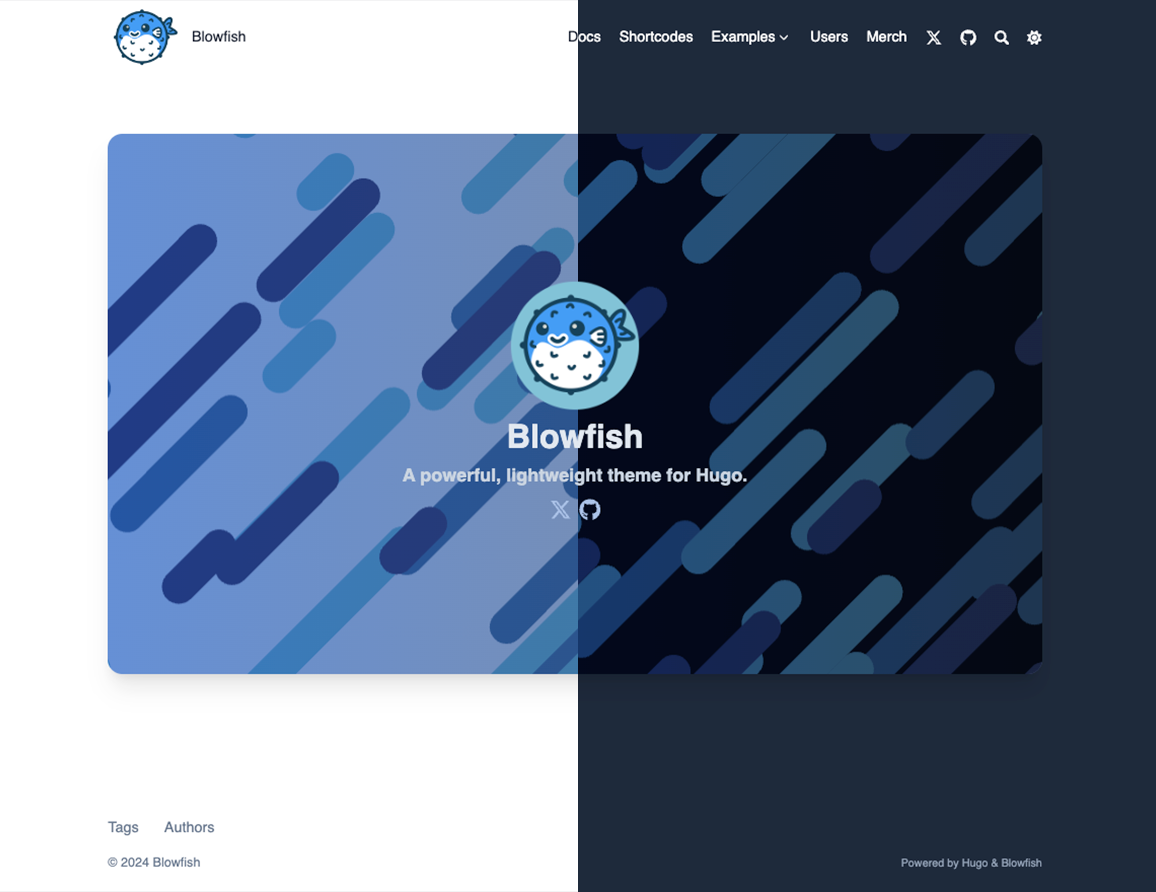 Blowfish Docs Shortcodes Examples Users Merch
Blowfish
A powerful, lightweight theme for Hugo.
Tags Authors
© 2024 Blowfish Powered by Hugo & Blowfish